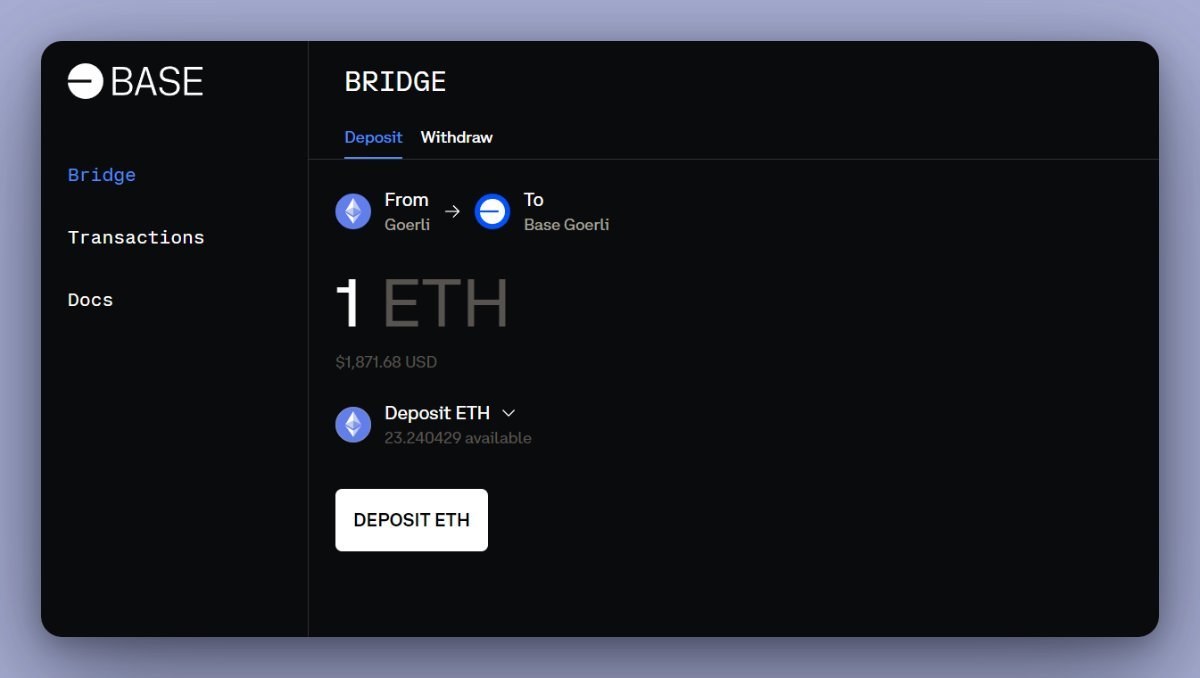 BASE
Bridge
Transactions
Docs
BRIDGE
Deposit Withdraw
From To
Goerli Base Goerli
1 ETH
$1,871.68 USD
Deposit ETH
23.240429 available
DEPOSIT ETH